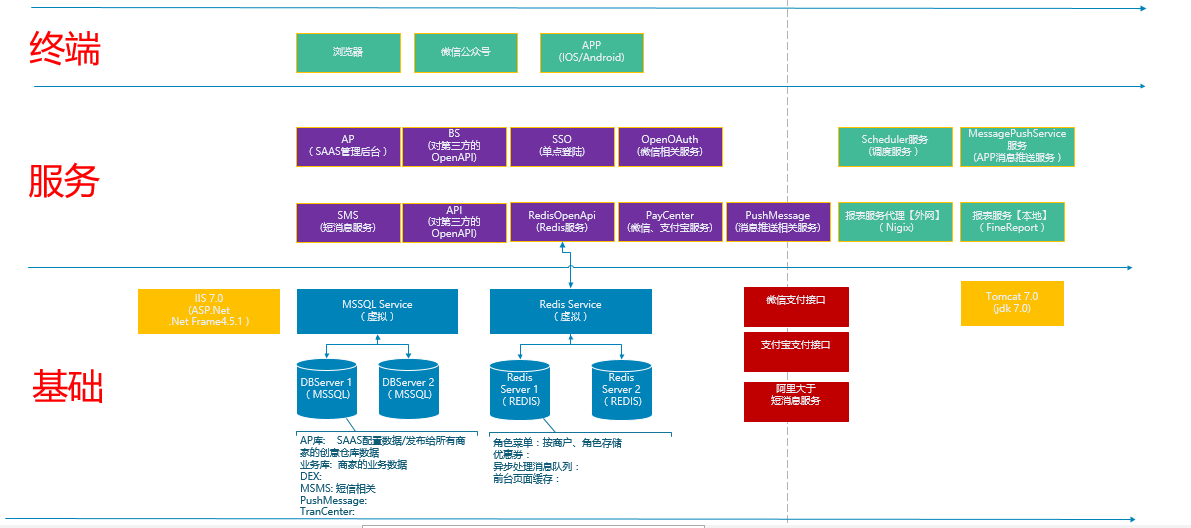 终端
浏览器
微信公众号
APP
(IOS/Android)
服务
AP
（SAAS管理后台）
BS
(对第三方的
OpenAPI)
SSO
(单点登陆)
OpenOAuth
(微信相关服务)
Scheduler服务
(调度服务）
MessagePushService
服务
(APP消息推送服务）
SMS
(短消息服务)
API
(对第三方的
OpenAPI)
RedisOpenApi
(Redis服务)
PayCenter
(微信、支付宝服务)
PushMessage
(消息推送相关服务)
报表服务代理【外网】
（Nigix）
报表服务【本地】
（FineReport）
基础
IIS 7.0
(ASP.Net
.Net Frame4.5.1）
MSSQL Service
（虚拟）
Redis Service
（虚拟）
微信支付接口
支付宝支付接口
阿里大于
短消息服务
Tomcat 7.0
(jdk 7.0)
DBServer 1
（MSSQL)
DBServer 2
（MSSQL)
Redis
Server 1
（REDIS)
Redis
Server 2
（REDIS)
AP库: SAAS配置数据/发布给所有商
家的创意仓库数据
业务库: 商家的业务数据
DEX:
MSMS: 短信相关
PushMessage:
TranCenter:
角色菜单：按商户、角色存储
优惠券：
异步处理消息队列：
前台页面缓存：